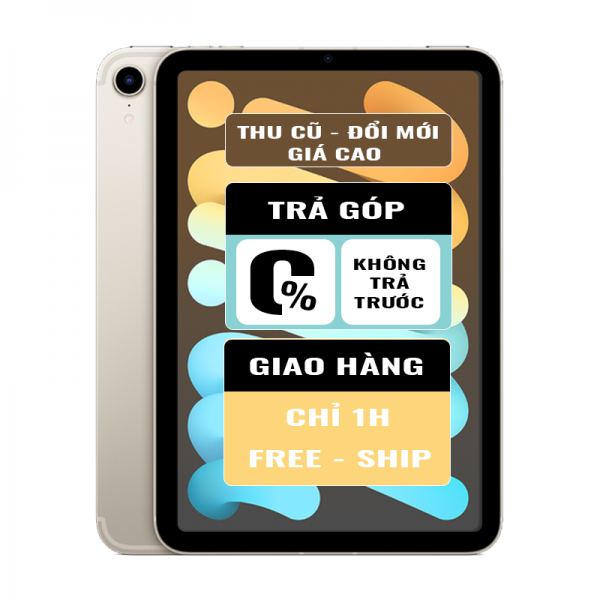 THU CŨ - ĐỔI MỚI
GIÁ CAO
TRẢ GÓP
0%
KHÔNG
TRẢ
TRƯỚC
GIAO HÀNG
CHỈ 1H
FREE - SHIP